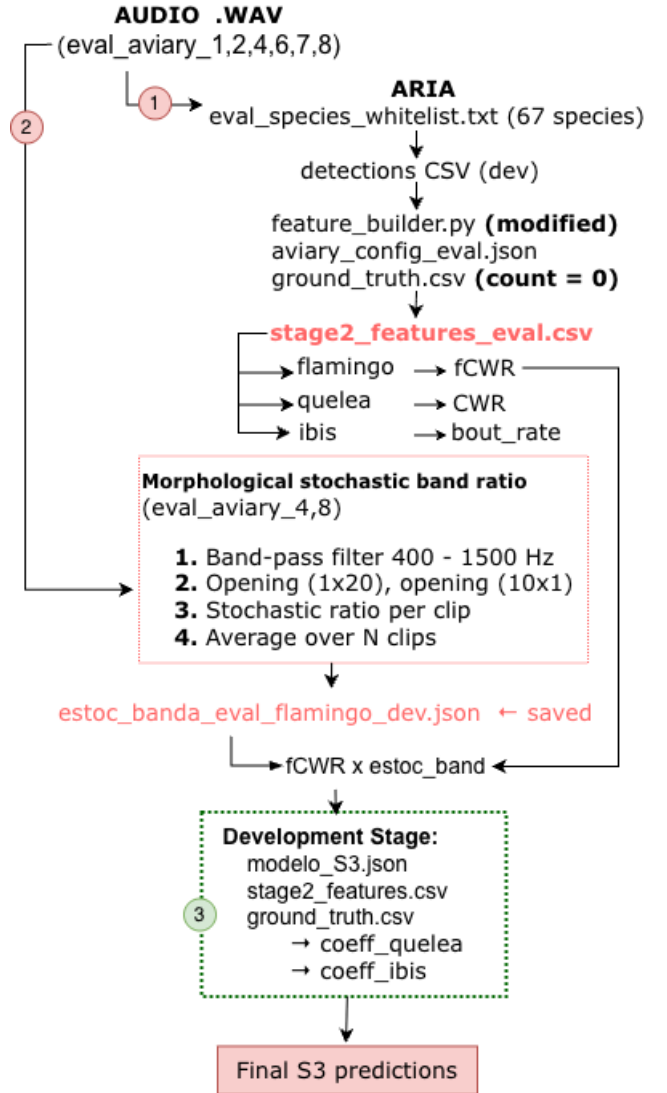 AUDIO .WAV
(eval_aviary_1,2,4,6,7,8)
1
2
ARIA
eval_species_whitelist.txt (67 species)
detections CSV (dev)
feature_builder.py (modified)
aviary_config_eval.json
ground_truth.csv (count = 0)
stage2_features_eval.csv
flamingo → fCWR
quelea → CWR
ibis → bout_rate
Morphological stochastic band ratio
(eval_aviary_4,8)
1. Band-pass filter 400 - 1500 Hz
2. Opening (1x20), opening (10x1)
3. Stochastic ratio per clip
4. Average over N clips
estoc_banda_eval_flamingo_dev.json ← saved
fCWR x estoc_band
Development Stage:
modelo_S3.json
stage2_features.csv
3
ground_truth.csv
→ coeff_quelea
→ coeff_ibis
Final S3 predictions